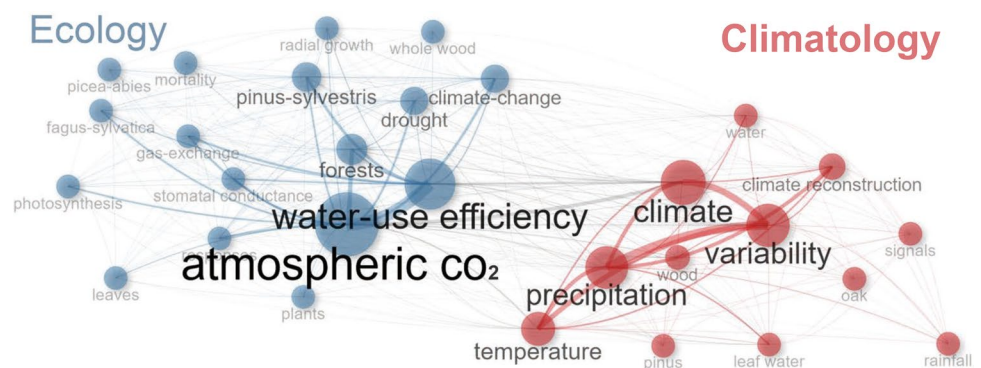 Ecology
Climatology
radial growth
whole wood
picea-abies
mortality
pinus-sylvestris
climate-change
drought
fagus-sylvatica
water
gas-exchange
forests
climate reconstruction
photosynthesis
stomatal conductance
water-use efficiency
climate
variability
signals
responses
atmospheric co₂
wood
leaves
precipitation
oak
plants
temperature
pinus
leaf water
rainfall